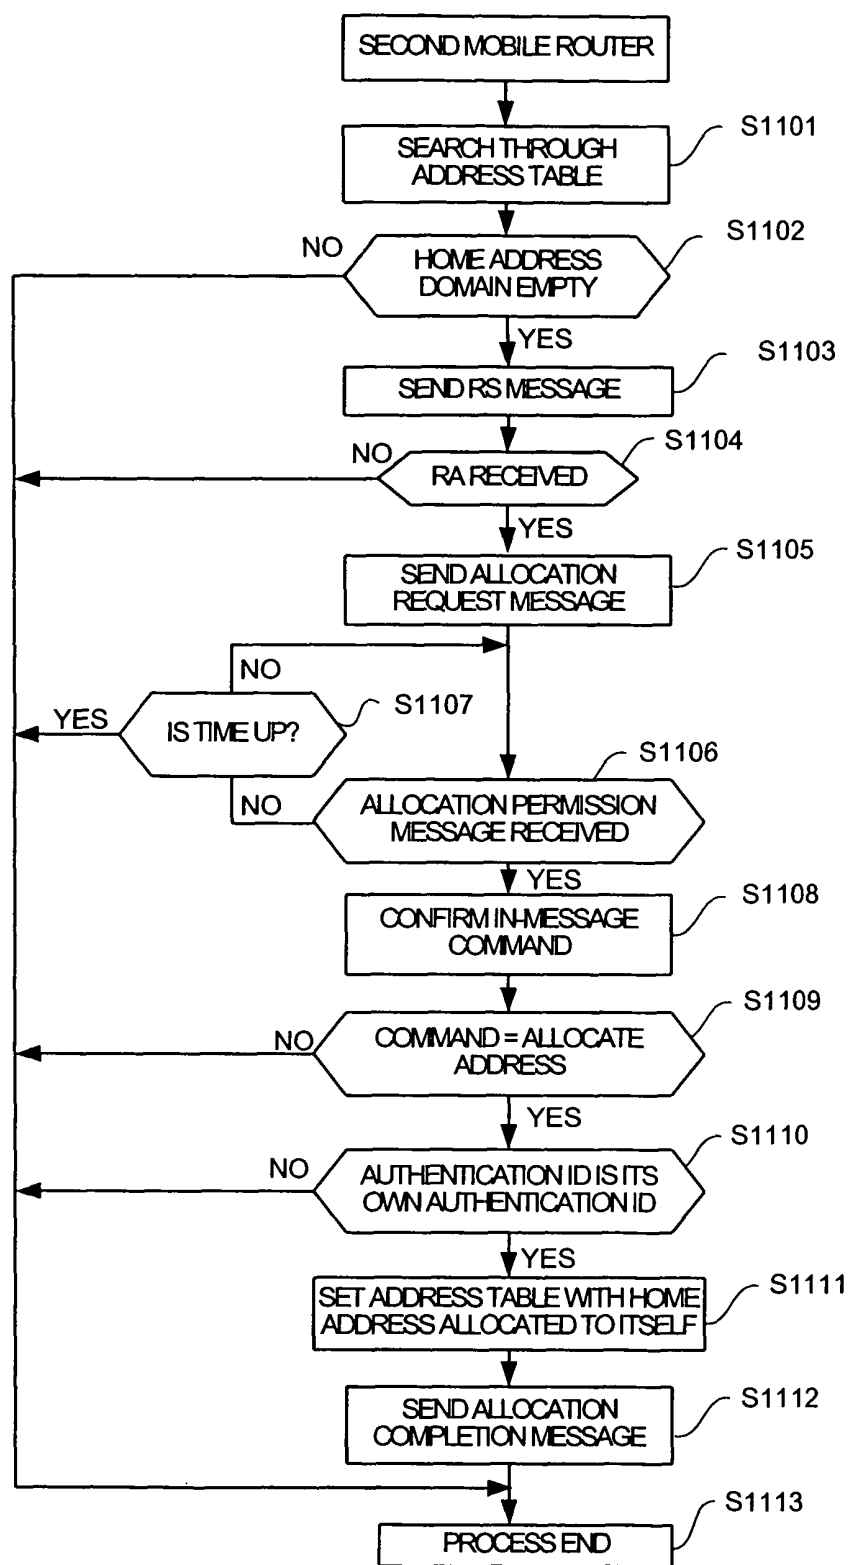 SECOND MOBILE ROUTER
S1101
SEARCH THROUGH
ADDRESS TABLE
S1102
NO
HOME ADDRESS
DOMAIN EMPTY
YES
S1103
SEND RS MESSAGE
S1104
NO
RA RECEIVED
YES
S1105
SEND ALLOCATION
REQUEST MESSAGE
NO
S1107
YES
IS TIME UP?
S1106
NO
ALLOCATION PERMISSION
MESSAGE RECEIVED
YES
S1108
CONFIRM IN-MESSAGE
COMMAND
S1109
NO
COMMAND = ALLOCATE
ADDRESS
YES
S1110
NO
AUTHENTICATION ID IS ITS
OWN AUTHENTICATION ID
YES
S1111
SET ADDRESS TABLE WITH HOME
ADDRESS ALLOCATED TO ITSELF
S1112
SEND ALLOCATION
COMPLETION MESSAGE
S1113
PROCESS END